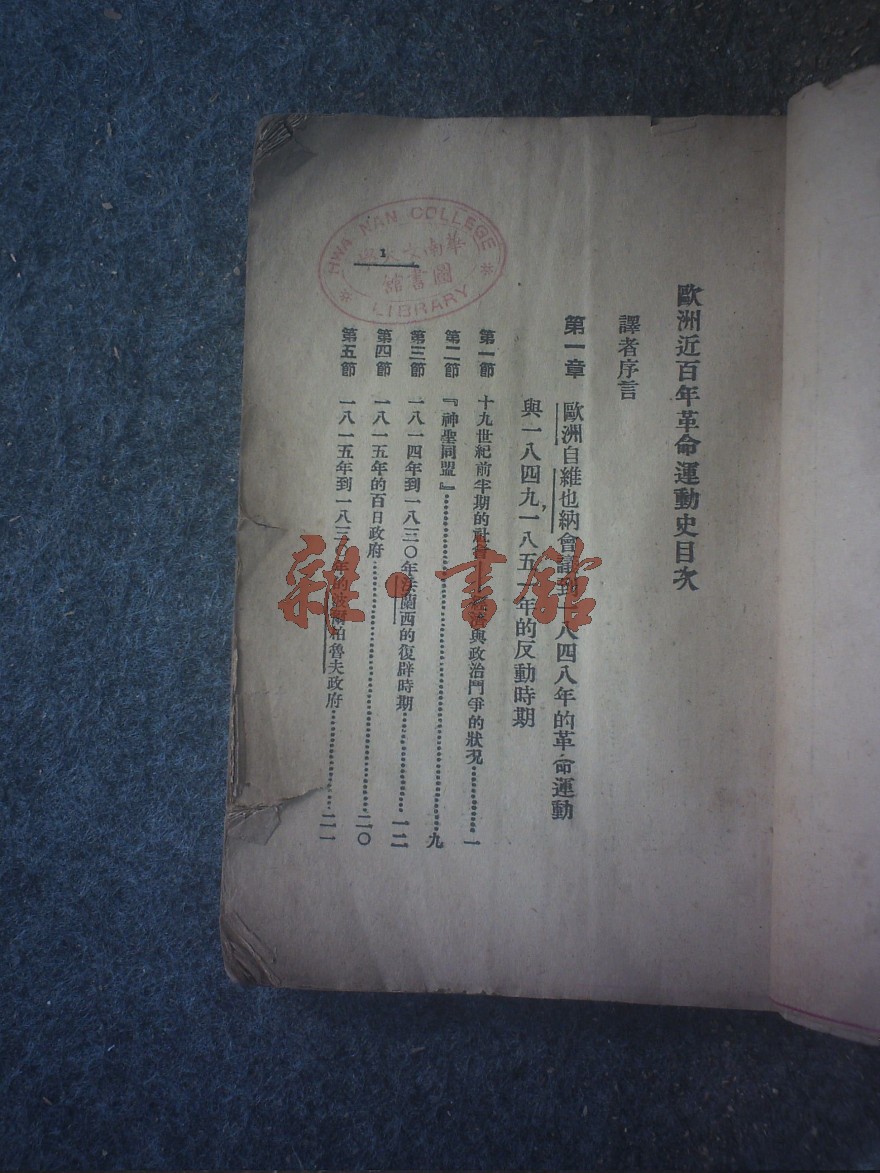 歐洲近百年革命運動史目次
譯者序言
第一章 歐洲自維也納會議到一八四八年的革命運動
與一八四九,一八五一年的反動時期
第一節 十九世紀前半期的社會—經濟與政治鬥爭的狀況……一
第二節 『神聖同盟』……九
第三節 一八一四年到一八三〇年法蘭西的復辟時期……一二
第四節 一八一五年的百日政府……二〇
第五節 一八一五年到一八三〇年的波爾柏魯夫政府……二一
1
HWA NAN COLLEGE
華南女大學
圖書館
LIBRARY
雜·書館